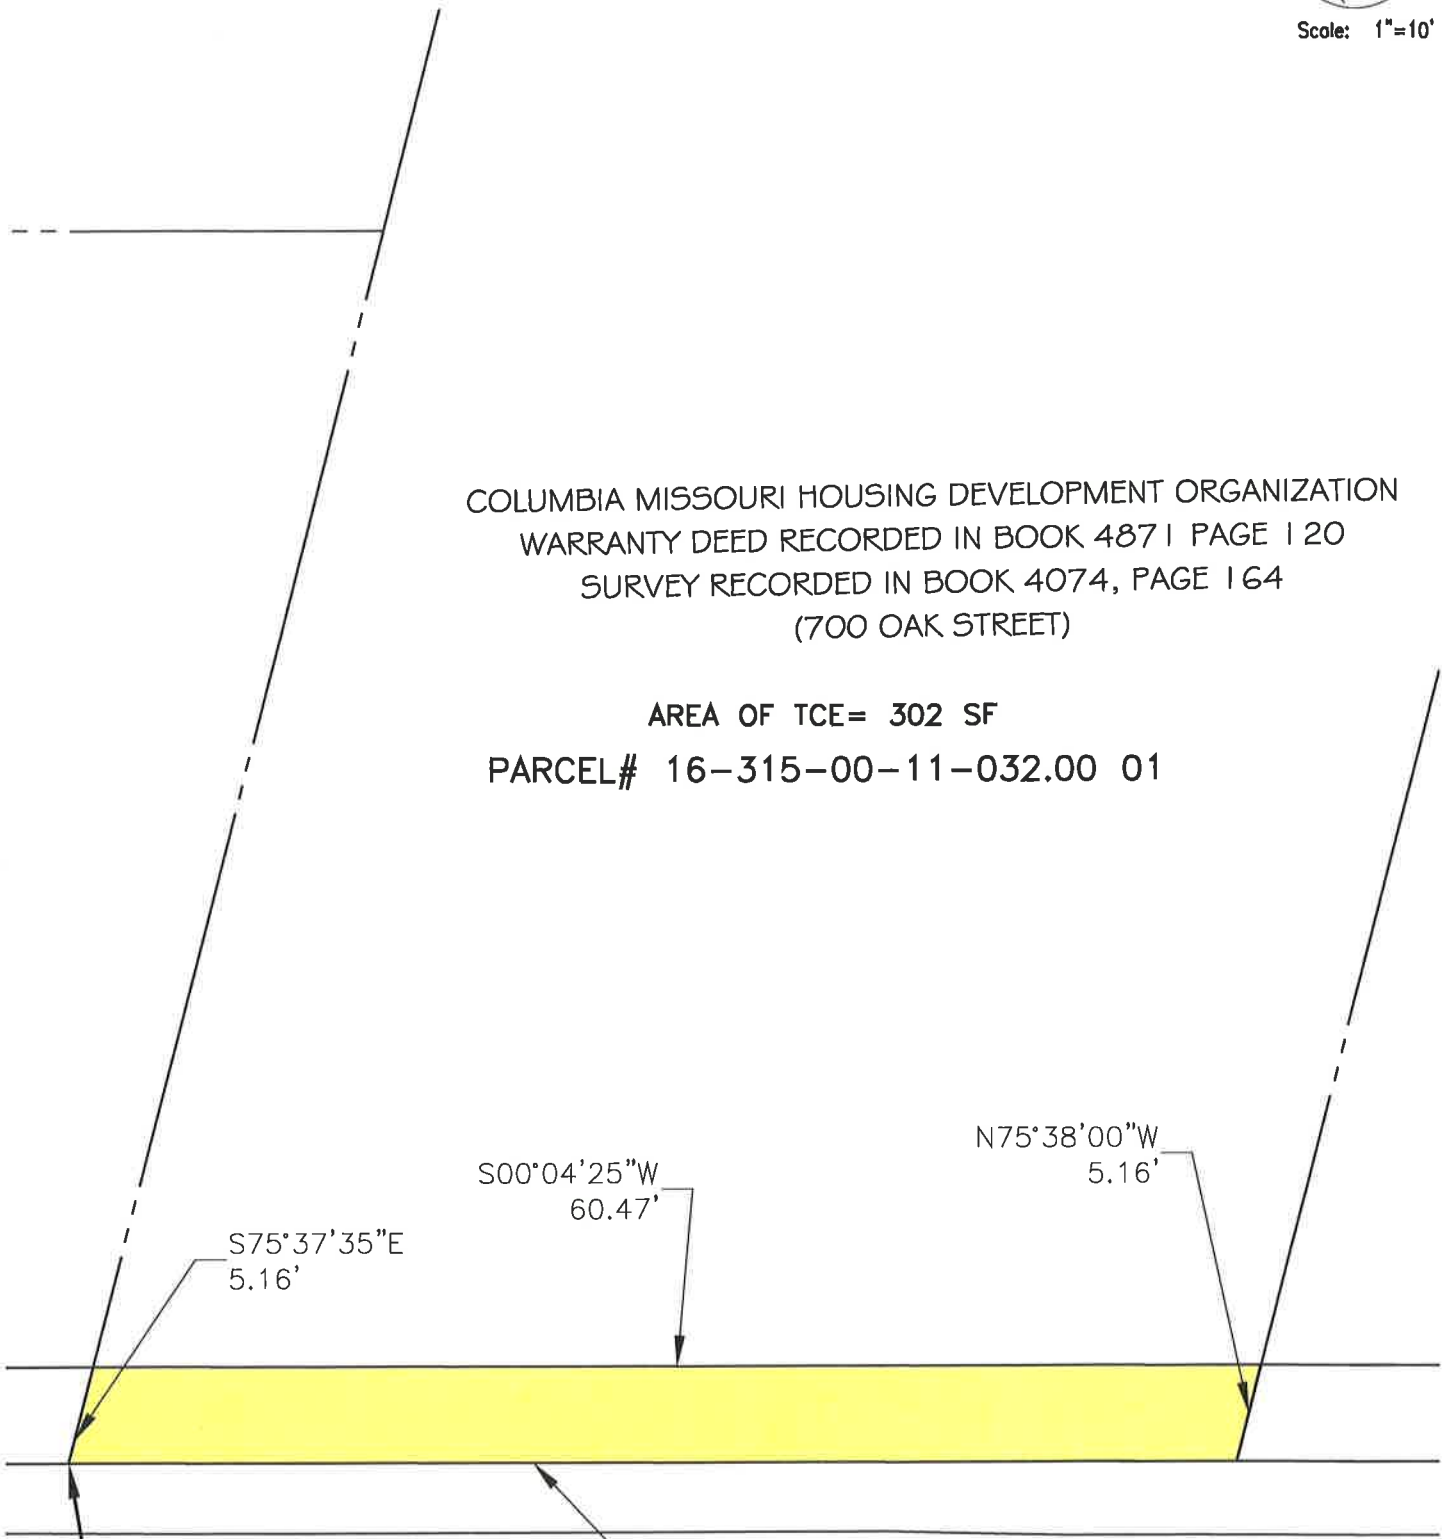 Scale: 1"=10'
COLUMBIA MISSOURI HOUSING DEVELOPMENT ORGANIZATION
WARRANTY DEED RECORDED IN BOOK 4871 PAGE 120
SURVEY RECORDED IN BOOK 4074, PAGE 164
(700 OAK STREET)
AREA OF TCE= 302 SF
PARCEL# 16-315-00-11-032.00 01
N75°38'00"W
5.16'
S00°04'25"W
60.47'
S75°37'35"E
5.16'